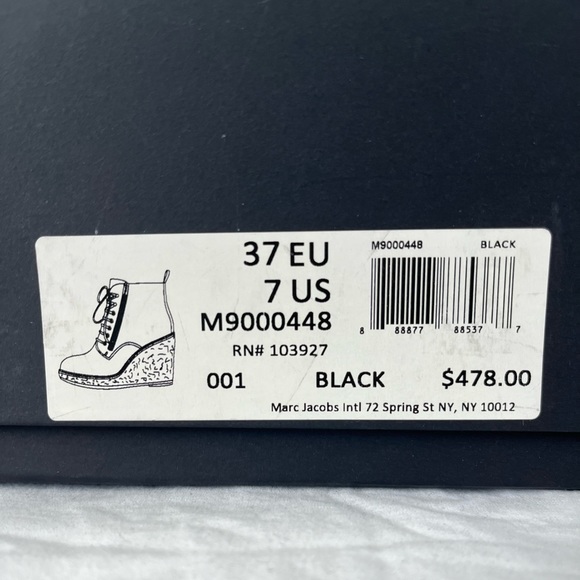 37 EU
7 US
M9000448
RN# 103927
001 BLACK $478.00
M9000448 BLACK
8 88877 88537 7
Marc Jacobs Intl 72 Spring St NY, NY 10012